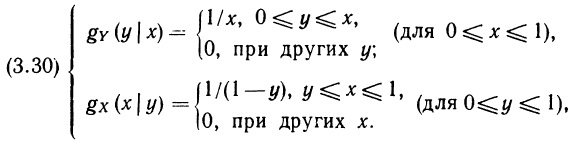 (3.30)
g_Y (y | x) = { 1/x, 0 ⩽ y ⩽ x,
0, при других y; (для 0 ⩽ x ⩽ 1),
g_X (x | y) = { 1/(1—y), y ⩽ x ⩽ 1,
0, при других x. (для 0⩽y ⩽ 1),